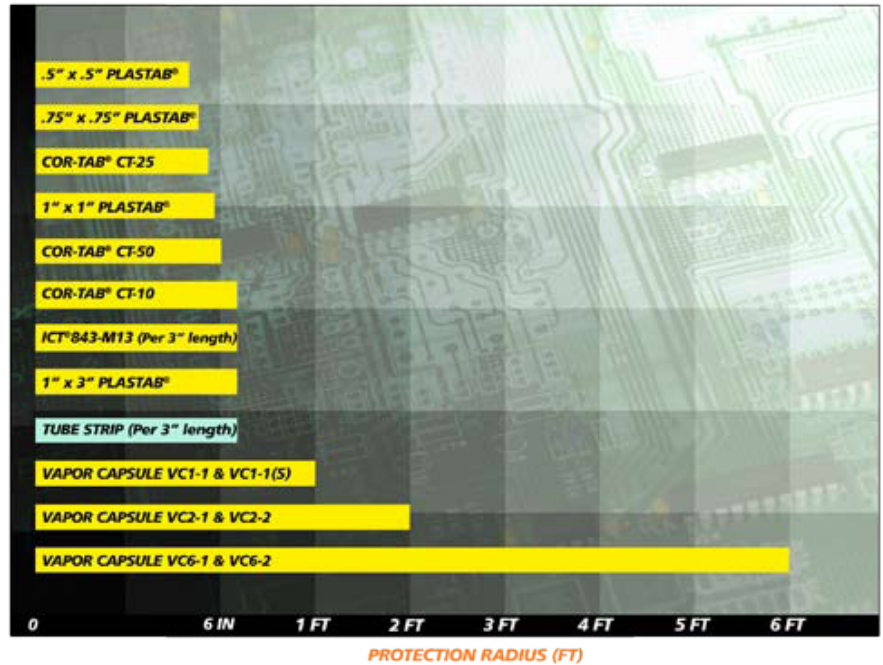 .5" x .5" PLASTAB®
.75" x .75" PLASTAB®
COR-TAB® CT-25
1" x 1" PLASTAB®
COR-TAB® CT-50
COR-TAB® CT-10
ICT®843-M13 (Per 3" length)
1" x 3" PLASTAB®
TUBE STRIP (Per 3" length)
VAPOR CAPSULE VC1-1 & VC1-1(S)
VAPOR CAPSULE VC2-1 & VC2-2
VAPOR CAPSULE VC6-1 & VC6-2
0 6 IN 1 FT 2 FT 3 FT 4 FT 5 FT 6 FT
PROTECTION RADIUS (FT)